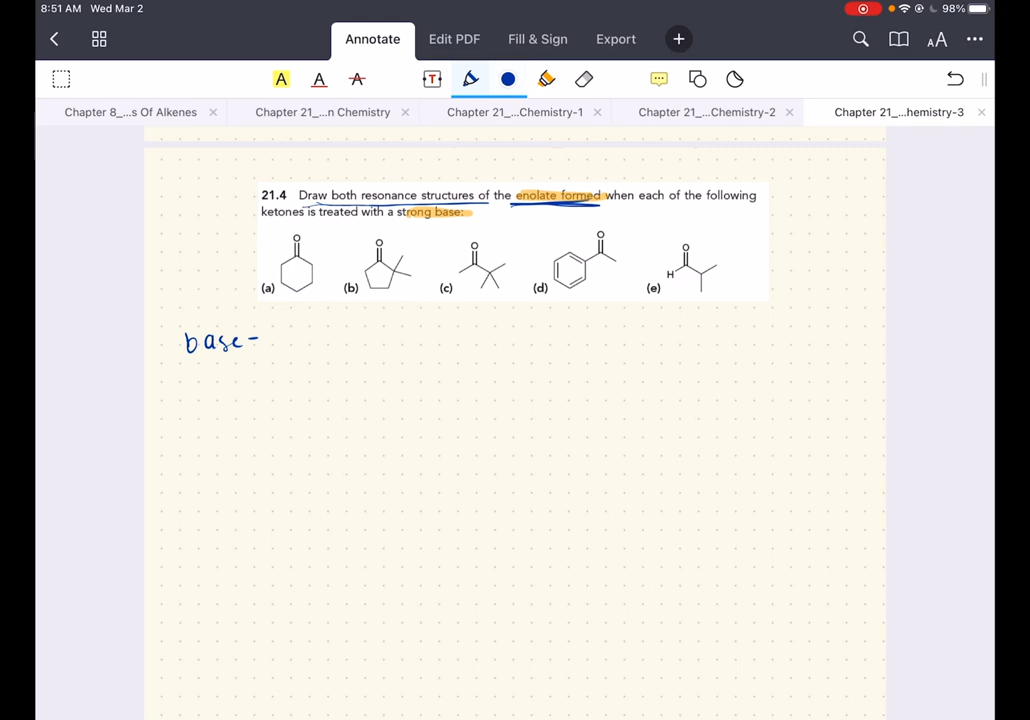 8:51 AM Wed Mar 2
98%
Annotate
Edit PDF
Fill & Sign
Export
+
AA
A A A
T
Chapter 8_...s Of Alkenes ×
Chapter 21_...n Chemistry ×
Chapter 21_...Chemistry-1 ×
Chapter 21_...Chemistry-2 ×
Chapter 21_...hemistry-3 ×
21.4 Draw both resonance structures of the enolate formed when each of the following
ketones is treated with a strong base:
O O O O O
H
(a) (b) (c) (d) (e)
base -